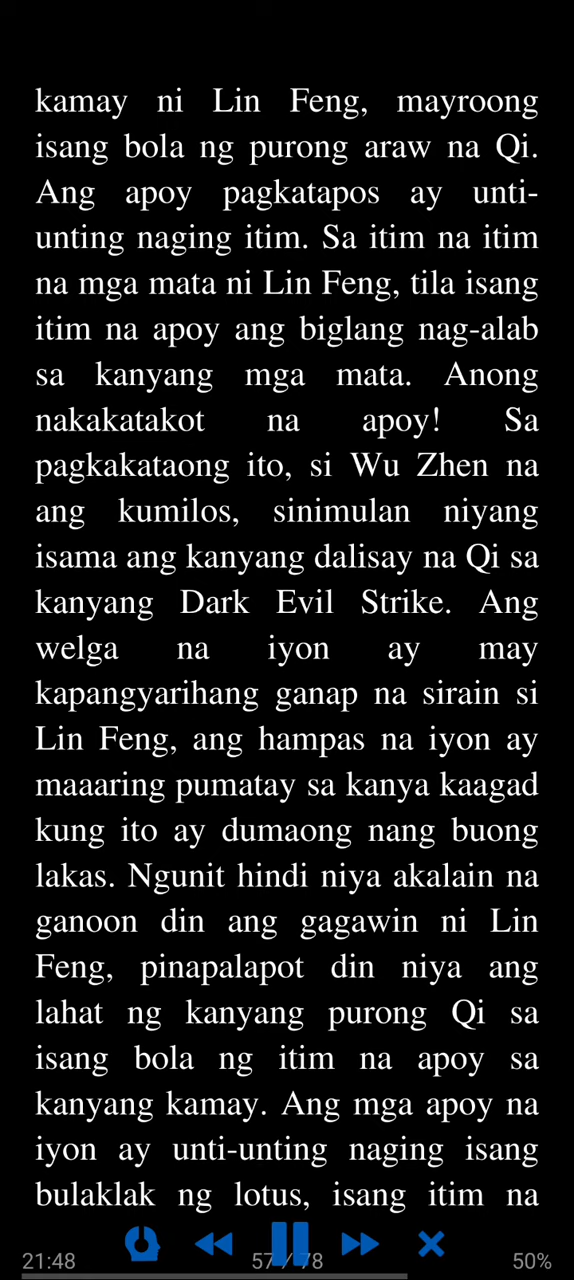 kamay ni Lin Feng, mayroong
isang bola ng purong araw na Qi.
Ang apoy pagkatapos ay unti-
unting naging itim. Sa itim na itim
na mga mata ni Lin Feng, tila isang
itim na apoy ang biglang nag-alab
sa kanyang mga mata. Anong
nakakatakot na apoy! Sa
pagkakataong ito, si Wu Zhen na
ang kumilos, sinimulan niyang
isama ang kanyang dalisay na Qi sa
kanyang Dark Evil Strike. Ang
welga na iyon ay may
kapangyarihang ganap na sirain si
Lin Feng, ang hampas na iyon ay
maaaring pumatay sa kanya kaagad
kung ito ay dumaong nang buong
lakas. Ngunit hindi niya akalain na
ganoon din ang gagawin ni Lin
Feng, pinapalapot din niya ang
lahat ng kanyang purong Qi sa
isang bola ng itim na apoy sa
kanyang kamay. Ang mga apoy na
iyon ay unti-unting naging isang
bulaklak ng lotus, isang itim na
21:48 57 / 78 50%